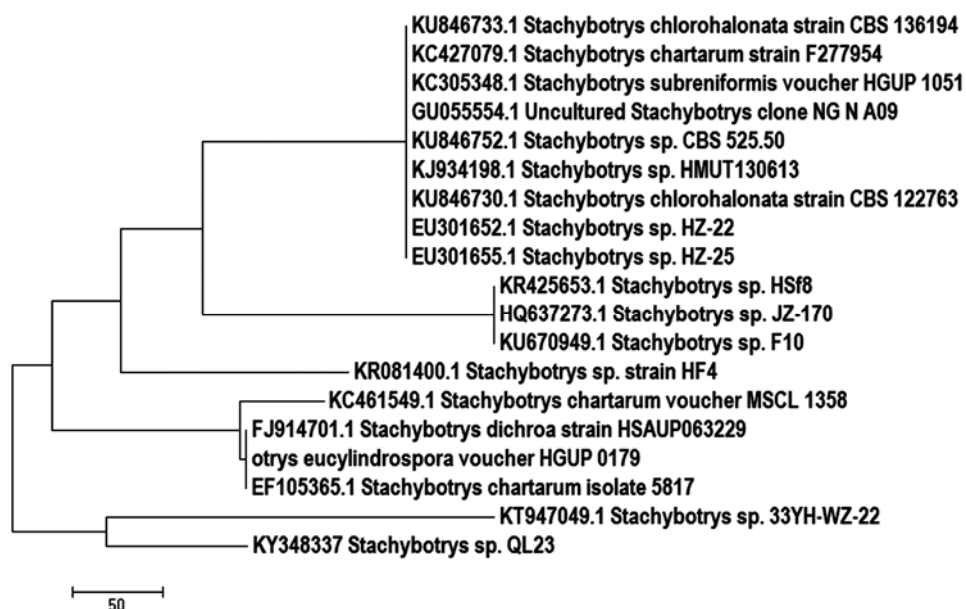 KU846733.1 Stachybotrys chlorohalonata strain CBS 136194
KC427079.1 Stachybotrys chartarum strain F277954
KC305348.1 Stachybotrys subreniformis voucher HGUP 1051
GU055554.1 Uncultured Stachybotrys clone NG N A09
KU846752.1 Stachybotrys sp. CBS 525.50
KJ934198.1 Stachybotrys sp. HMUT130613
KU846730.1 Stachybotrys chlorohalonata strain CBS 122763
EU301652.1 Stachybotrys sp. HZ-22
EU301655.1 Stachybotrys sp. HZ-25
KR425653.1 Stachybotrys sp. HSf8
HQ637273.1 Stachybotrys sp. JZ-170
KU670949.1 Stachybotrys sp. F10
KR081400.1 Stachybotrys sp. strain HF4
KC461549.1 Stachybotrys chartarum voucher MSCL 1358
FJ914701.1 Stachybotrys dichroa strain HSAUP063229
otrys eucylindrospora voucher HGUP 0179
EF105365.1 Stachybotrys chartarum isolate 5817
KT947049.1 Stachybotrys sp. 33YH-WZ-22
KY348337 Stachybotrys sp. QL23
50